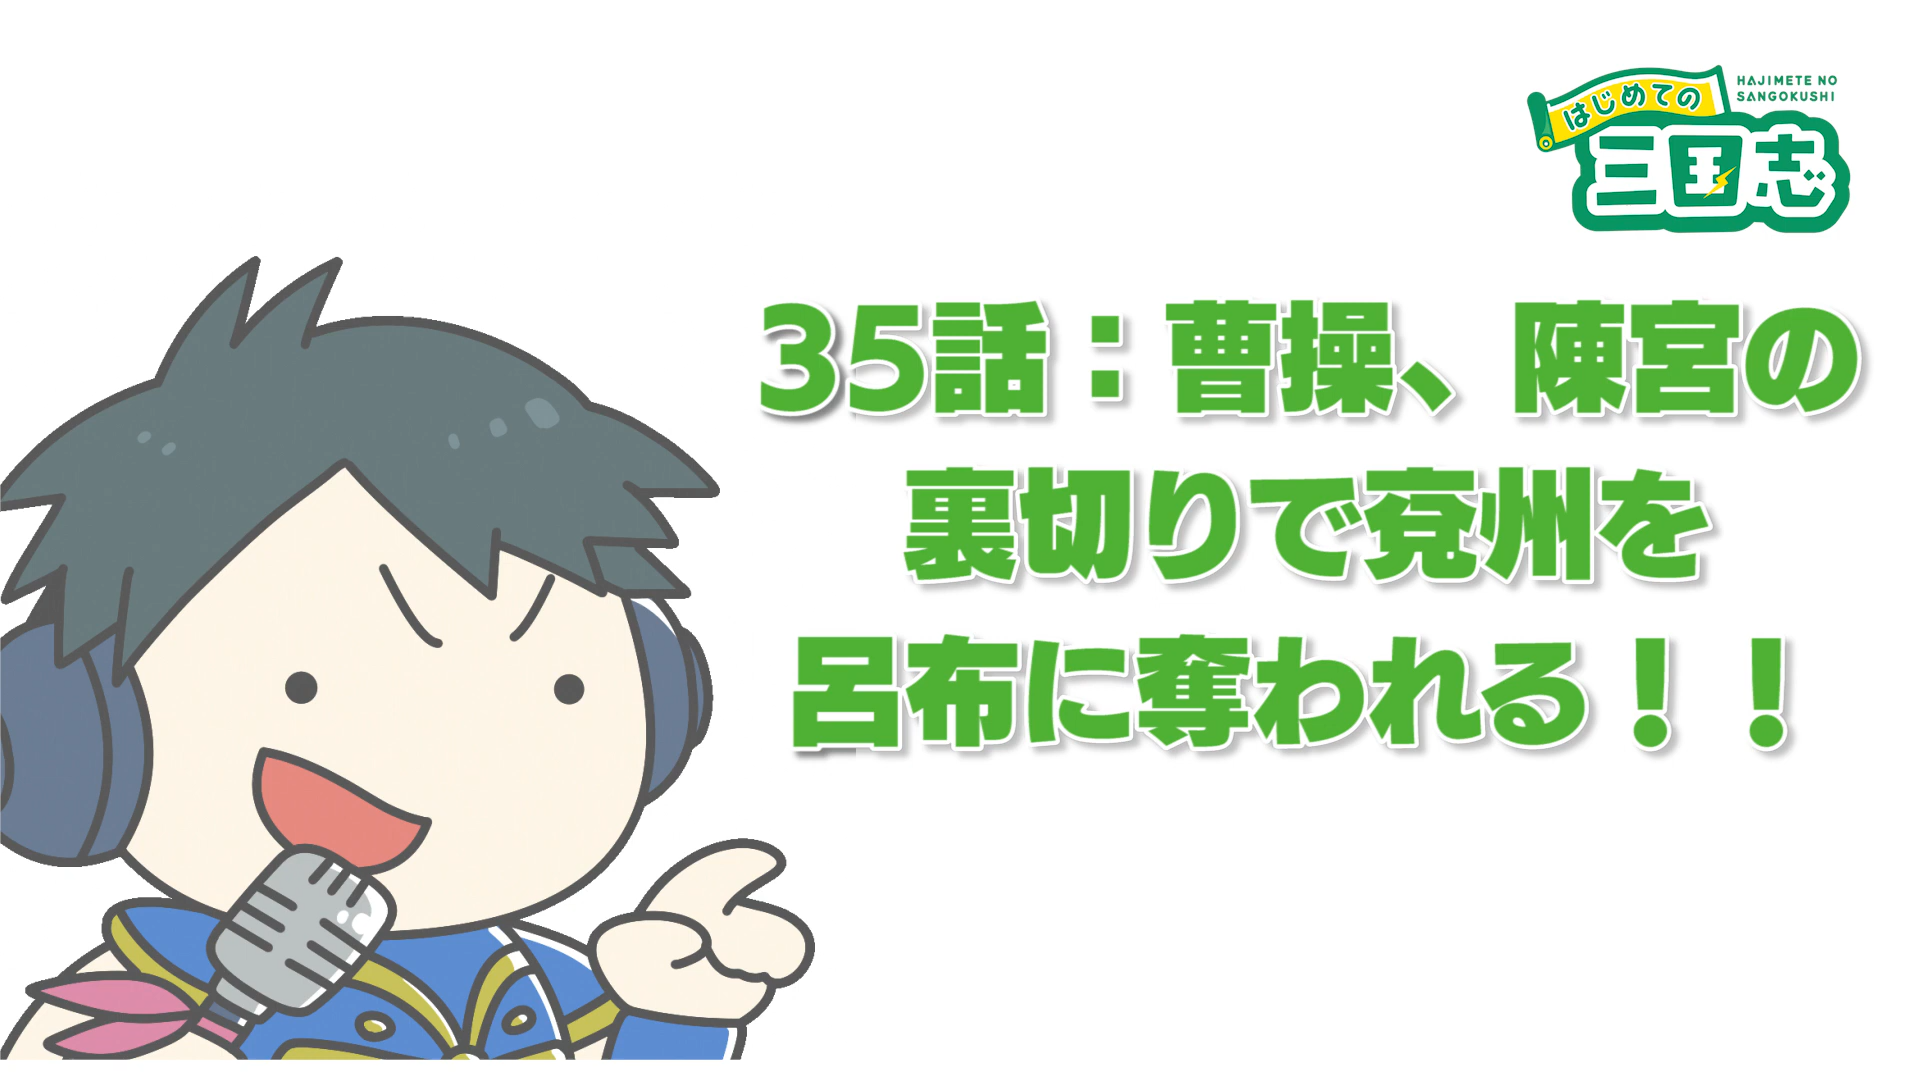 はじめての
HAJIMETE NO
SANGOKUSHI
三国志
35話：曹操、陳宮の
裏切りで兗州を
呂布に奪われる！！